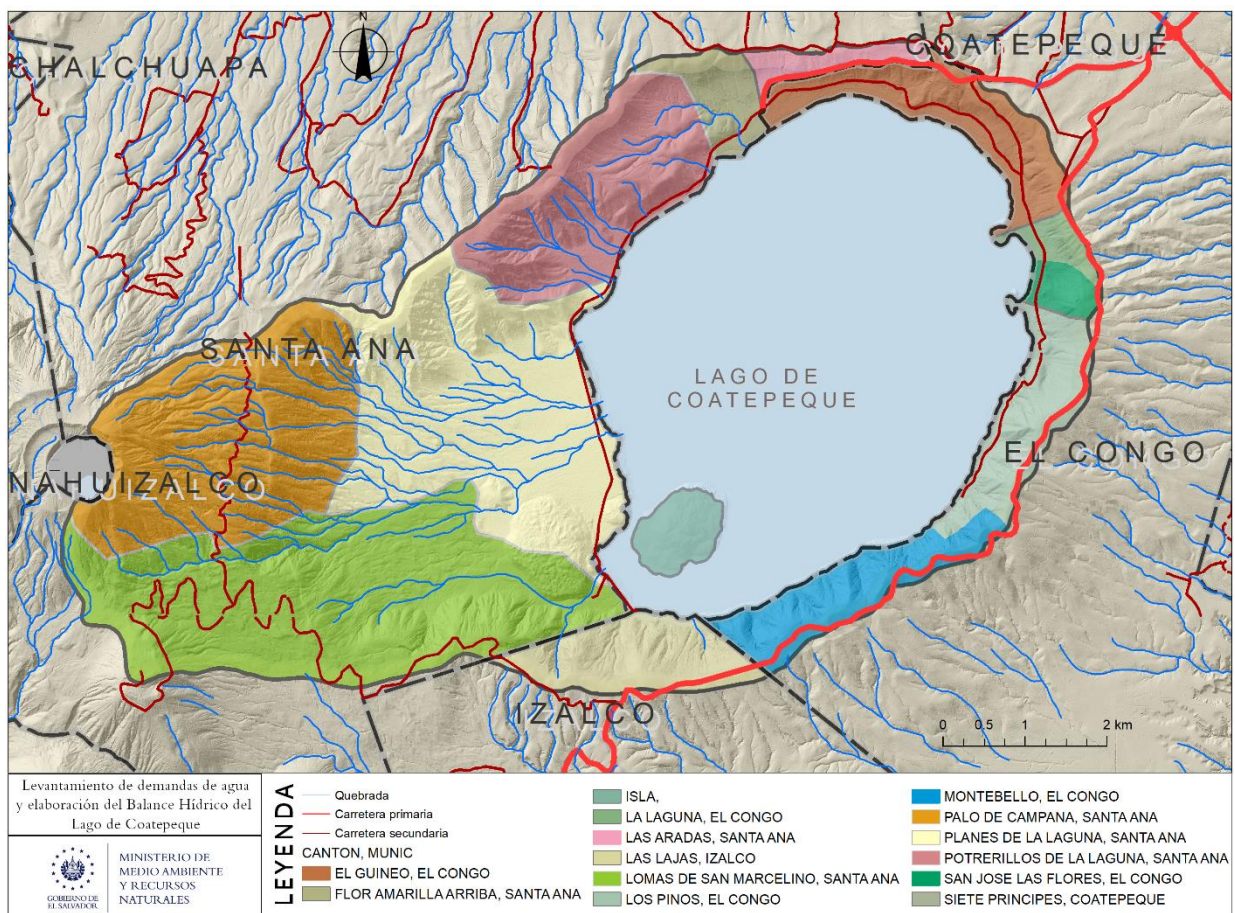 N
COATEPEQUE
CHALCHUAPA
SANTA ANA
LAGO DE
COATEPEQUE
EL CONGO
NAHUIZALCO
IZALCO
0 0.5 1 2 km
Levantamiento de demandas de agua
y elaboración del Balance Hídrico del
Lago de Coatepeque
GOBIERNO DE
EL SALVADOR
MINISTERIO DE
MEDIO AMBIENTE
Y RECURSOS
NATURALES
LEYENDA
Quebrada
Carretera primaria
Carretera secundaria
CANTON, MUNIC
EL GUINEO, EL CONGO
FLOR AMARILLA ARRIBA, SANTA ANA
ISLA,
LA LAGUNA, EL CONGO
LAS ARADAS, SANTA ANA
LAS LAJAS, IZALCO
LOMAS DE SAN MARCELINO, SANTA ANA
LOS PINOS, EL CONGO
MONTEBELLO, EL CONGO
PALO DE CAMPANA, SANTA ANA
PLANES DE LA LAGUNA, SANTA ANA
POTRERILLOS DE LA LAGUNA, SANTA ANA
SAN JOSE LAS FLORES, EL CONGO
SIETE PRINCIPES, COATEPEQUE